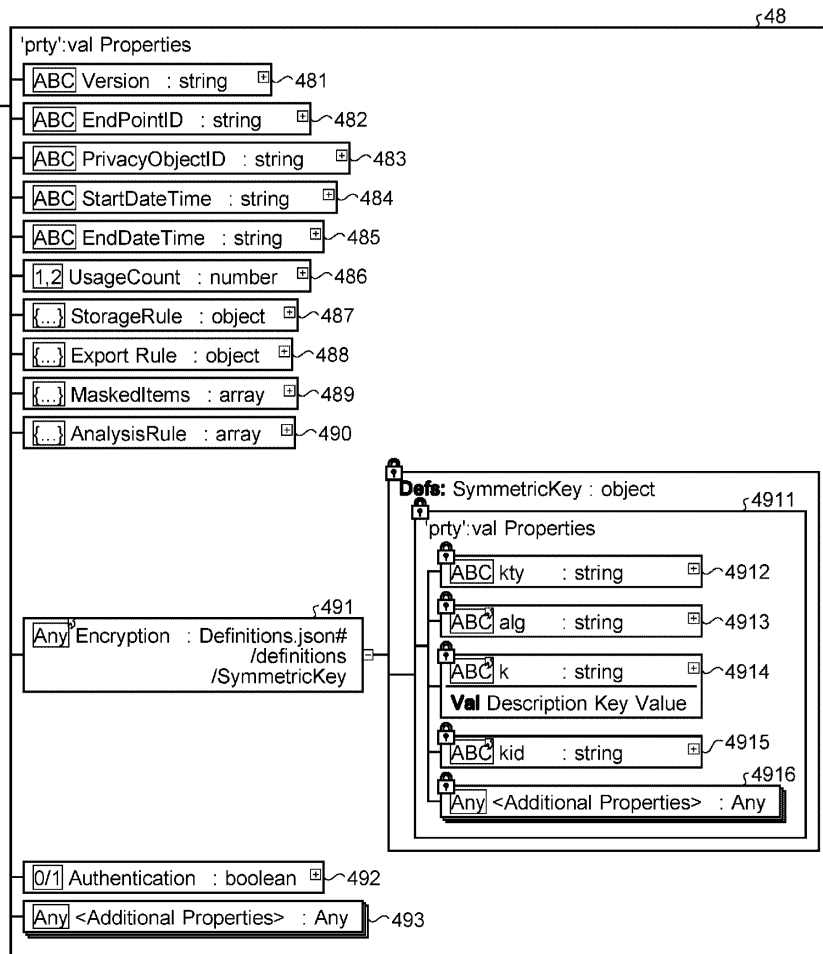 48
'prty':val Properties
ABC Version : string 481
ABC EndPointID : string 482
ABC PrivacyObjectID : string 483
ABC StartDateTime : string 484
ABC EndDateTime : string 485
1,2 UsageCount : number 486
{...} StorageRule : object 487
{...} Export Rule : object 488
{...} MaskedItems : array 489
{...} AnalysisRule : array 490
Defs: SymmetricKey : object
4911
'prty':val Properties
ABC kty : string 4912
491
Any Encryption : Definitions.json#
/definitions
/SymmetricKey
ABC alg : string 4913
ABC k : string 4914
Val Description Key Value
ABC kid : string 4915
4916
Any <Additional Properties> : Any
0/1 Authentication : boolean 492
Any <Additional Properties> : Any 493